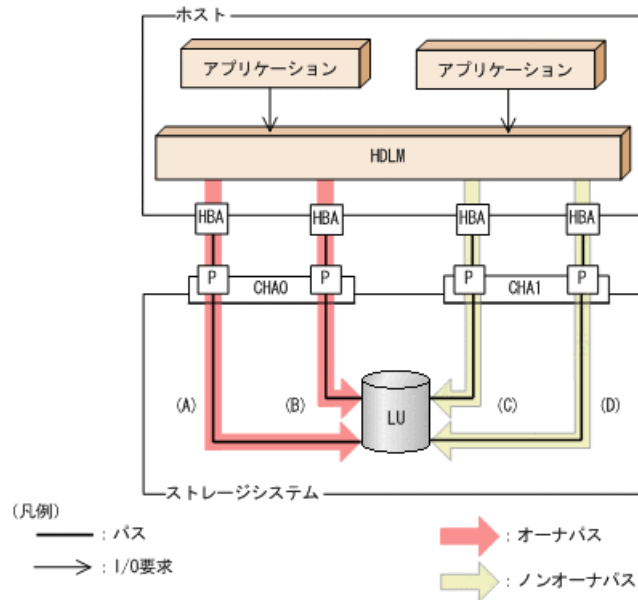 ホスト
アプリケーション
アプリケーション
HDLM
HBA
HBA
HBA
HBA
P
P
P
P
CHA0
CHA1
(A)
(B)
LU
(C)
(D)
ストレージシステム
(凡例)
：パス
：I/O要求
：オーナパス
：ノンオーナパス